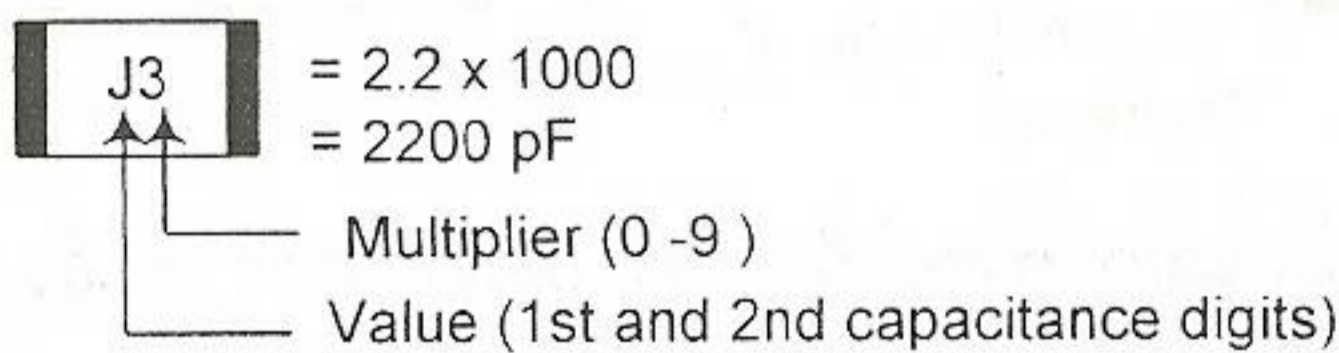 J3
= 2.2 x 1000
= 2200 pF
Multiplier (0 -9 )
Value (1st and 2nd capacitance digits)